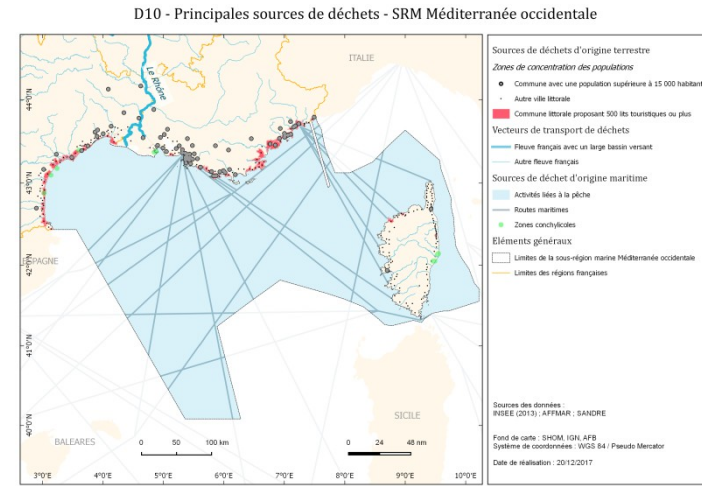 D10 - Principales sources de déchets - SRM Méditerranée occidentale
ITALIE
Le Rhône
44°0'N
43°0'N
42°0'N
41°0'N
40°0'N
ESPAGNE
SICILE
BALEARES
0 50 100 km
0 24 48 nm
3°0'E 4°0'E 5°0'E 6°0'E 7°0'E 8°0'E 9°0'E 10°0'E
Sources de déchets d'origine terrestre
Zones de concentration des populations
Commune avec une population supérieure à 15 000 habitant
Autre ville littorale
Commune littorale proposant 500 lits touristiques ou plus
Vecteurs de transport de déchets
Fleuve français avec un large bassin versant
Autre fleuve français
Sources de déchets d'origine maritime
Activités liées à la pêche
Routes maritimes
Zones conchylicoles
Eléments généraux
Limites de la sous-région marine Méditerranée occidentale
Limites des régions françaises
Sources des données :
INSEE (2013) ; AFFMAR ; SANDRE
Fond de carte : SHOM, IGN, AFB
Système de coordonnées : WGS 84 / Pseudo Mercator
Date de réalisation : 20/12/2017